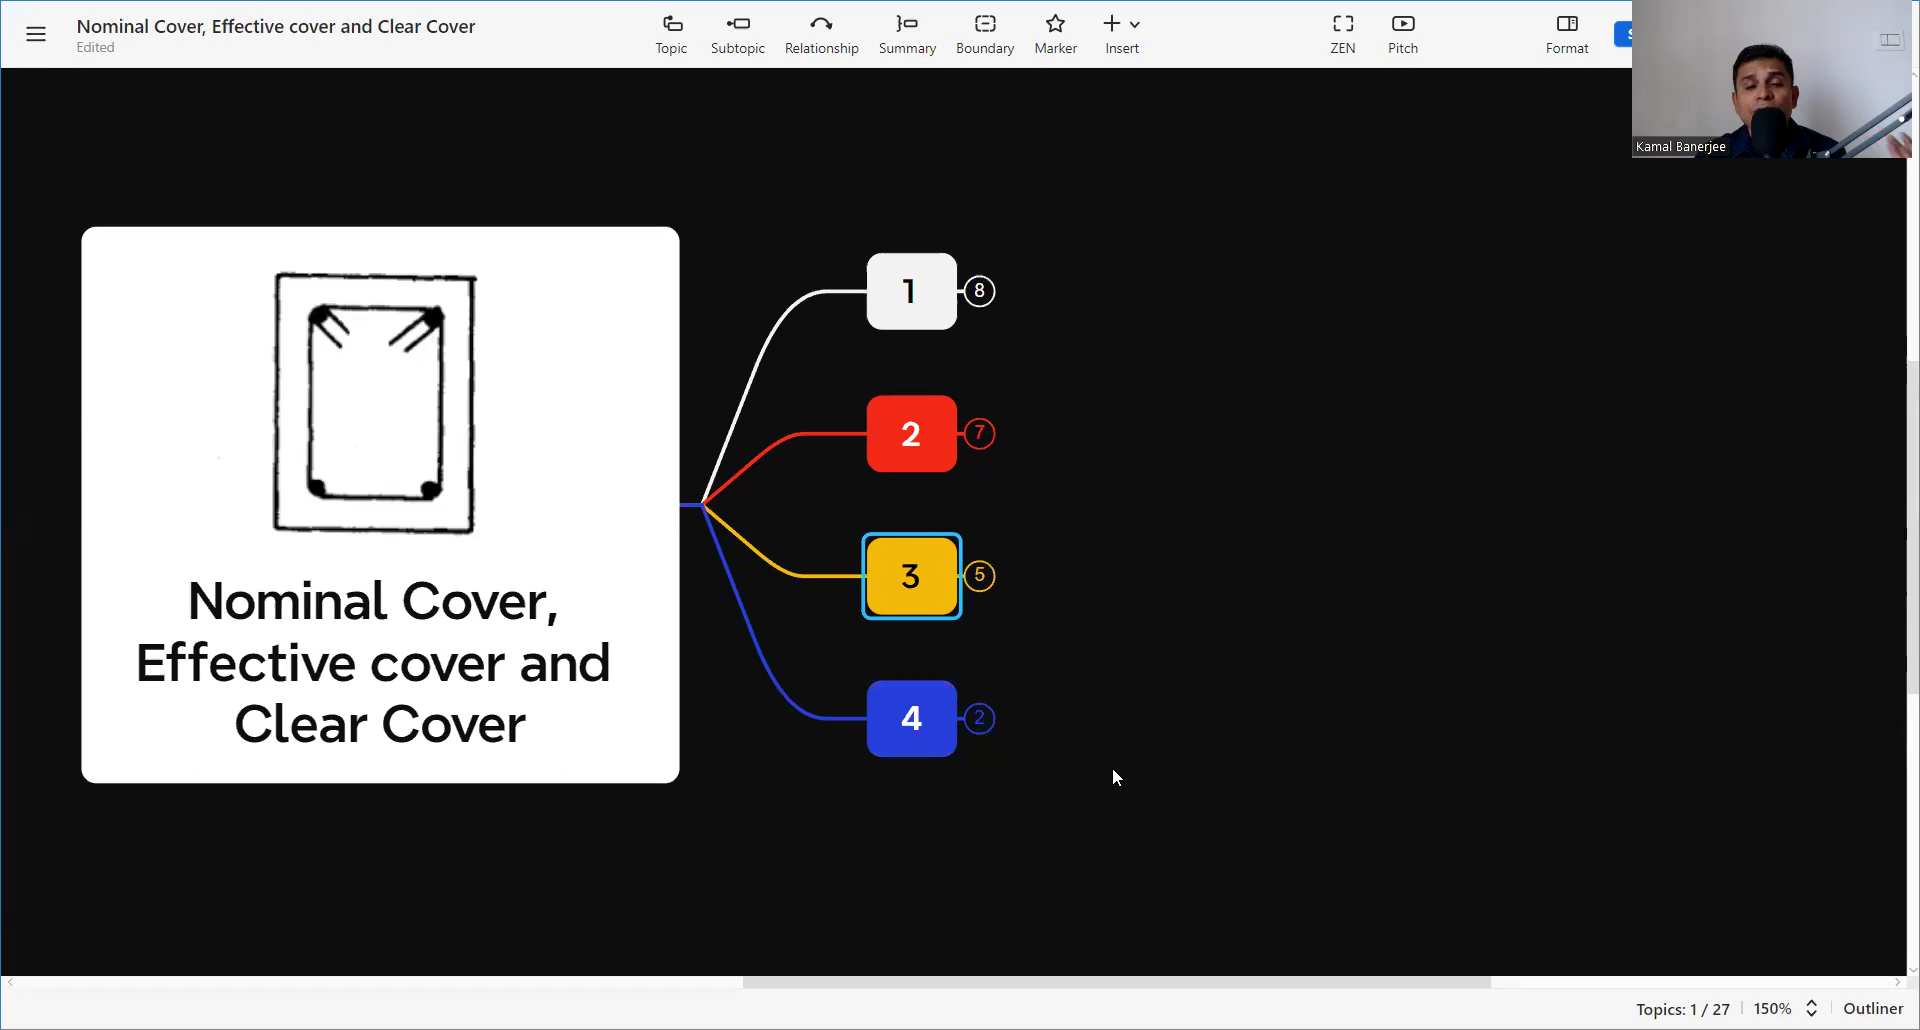 Nominal Cover, Effective cover and Clear Cover
Edited
Topic
Subtopic
Relationship
Summary
Boundary
Marker
Insert
ZEN
Pitch
Format
Kamal Banerjee
Nominal Cover,
Effective cover and
Clear Cover
1
8
2
7
3
5
4
2
Topics: 1 / 27
150%
Outliner